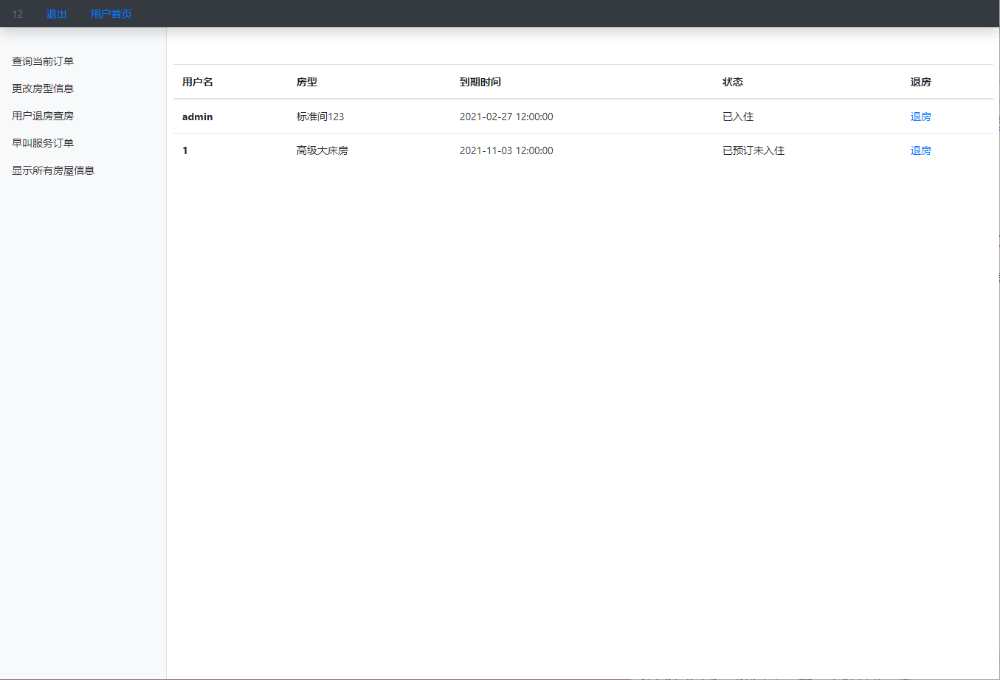 12 退出 用户首页
查询当前订单
更改房型信息
用户退房查房
早叫服务订单
显示所有房屋信息
用户名 房型 到期时间 状态 退房
admin 标准间123 2021-02-27 12:00:00 已入住 退房
1 高级大床房 2021-11-03 12:00:00 已预订未入住 退房